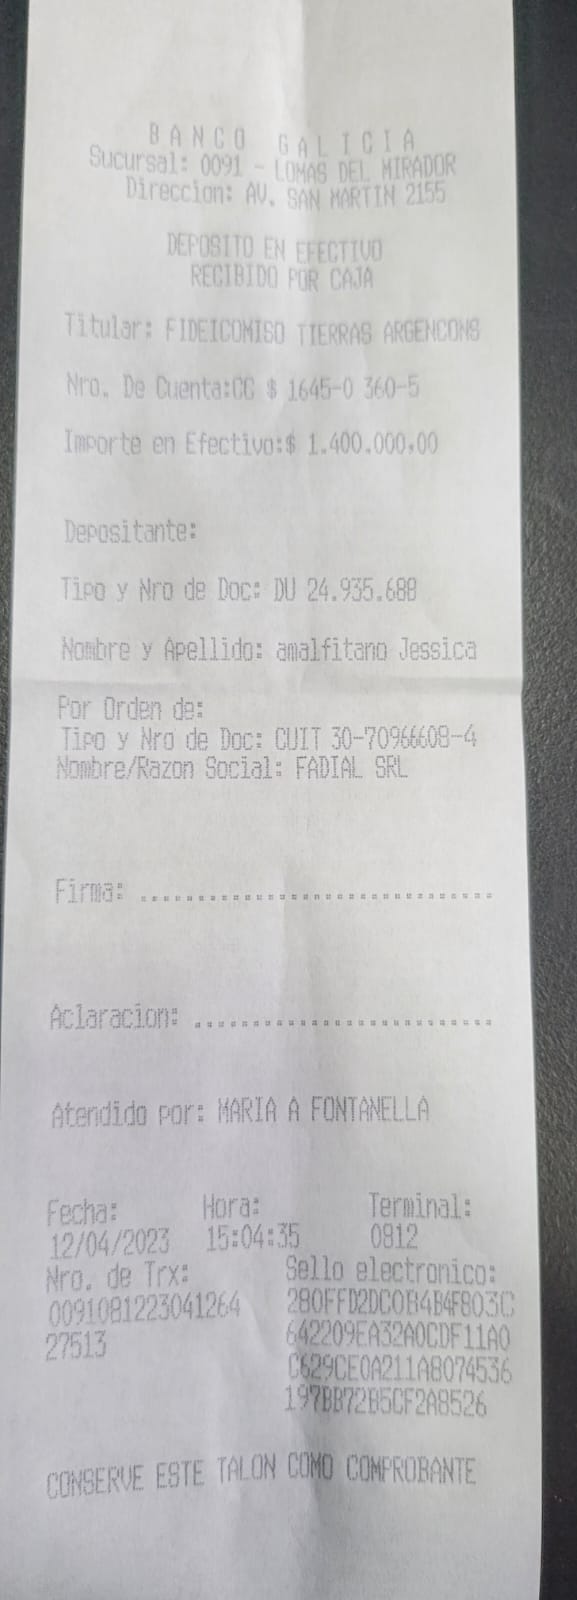 BANCO GALICIA
Sucursal: 0091 - LOMAS DEL MIRADOR
Direccion: AV. SAN MARTIN 2155
DEPOSITO EN EFECTIVO
RECIBIDO POR CAJA
Titular: FIDEICOMISO TIERRAS ARGENCONS
Nro. De Cuenta:CC $ 1645-0 360-5
Importe en Efectivo:$ 1.400.000,00
Depositante:
Tipo y Nro de Doc: DU 24.935.688
Nombre y Apellido: amalfitano Jessica
Por Orden de:
Tipo y Nro de Doc: CUIT 30-70966608-4
Nombre/Razon Social: FADIAL SRL
Firma: ..............................
Aclaracion: .........................
Atendido por: MARIA A FONTANELLA
Fecha: Hora: Terminal:
12/04/2023 15:04:35 0812
Nro. de Trx: Sello electronico:
0091081223041264 280FFD2DC0B4B4F803C
27513 642209EA32A0CDF11A0
C629CE0A211A8074536
197BB72B5CF2A8526
CONSERVE ESTE TALON COMO COMPROBANTE